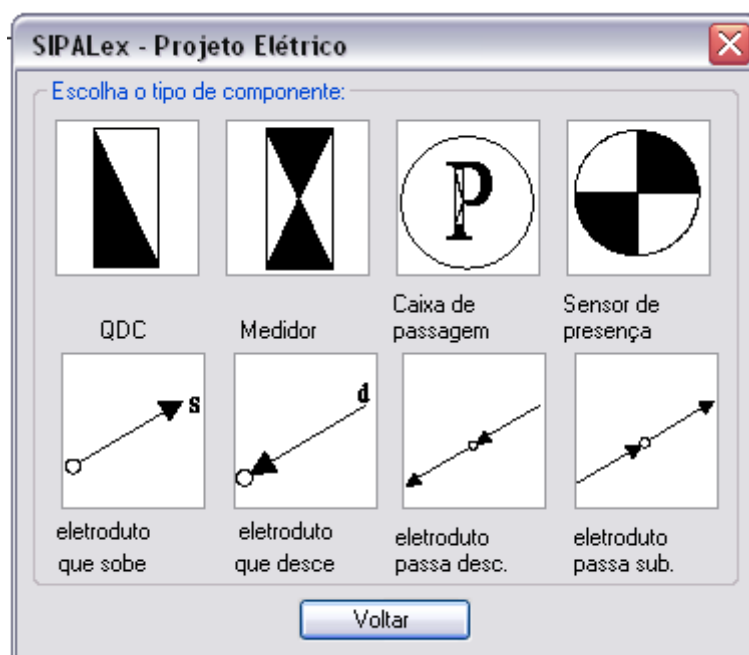 SIPALex - Projeto Elétrico
Escolha o tipo de componente:
P
QDC
Medidor
Caixa de
passagem
Sensor de
presença
s
d
eletroduto
que sobe
eletroduto
que desce
eletroduto
passa desc.
eletroduto
passa sub.
Voltar